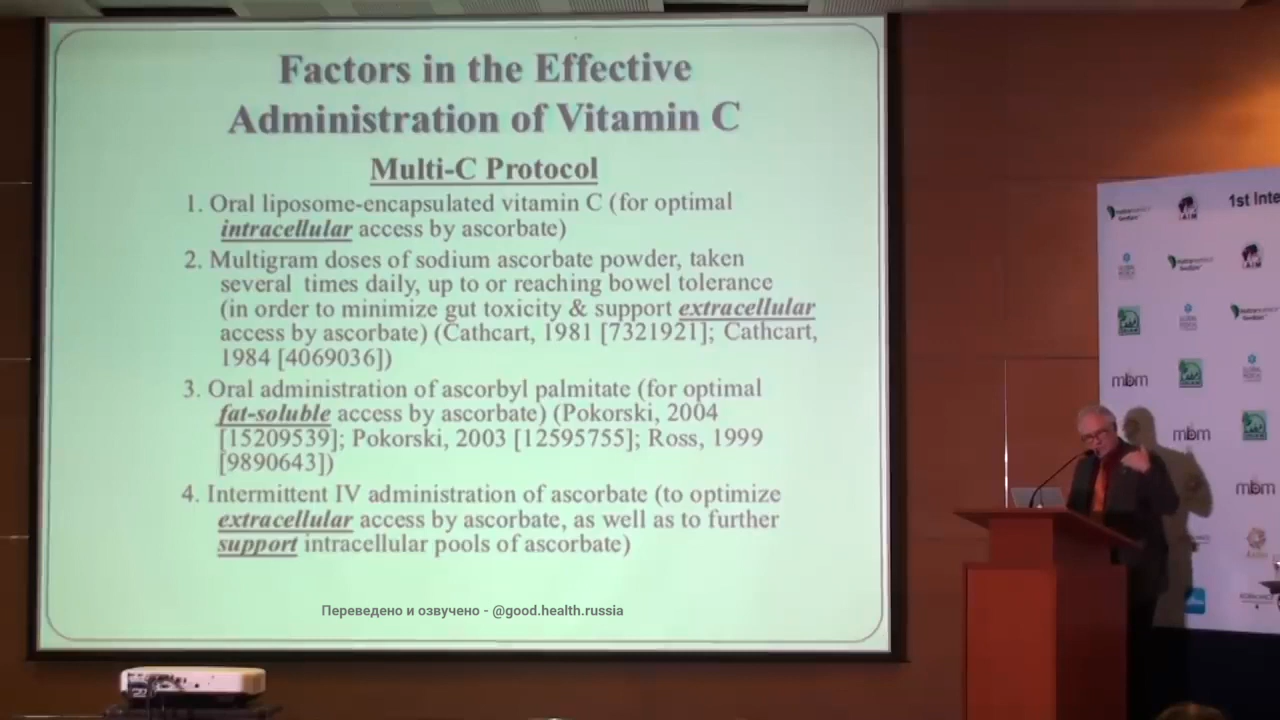 Factors in the Effective
Administration of Vitamin C
Multi-C Protocol
1. Oral liposome-encapsulated vitamin C (for optimal
intracellular access by ascorbate)
2. Multigram doses of sodium ascorbate powder, taken
several times daily, up to or reaching bowel tolerance
(in order to minimize gut toxicity & support extracellular
access by ascorbate) (Cathcart, 1981 [7321921]; Cathcart,
1984 [4069036])
3. Oral administration of ascorbyl palmitate (for optimal
fat-soluble access by ascorbate) (Pokorski, 2004
[15209539]; Pokorski, 2003 [12595755]; Ross, 1999
[9890643])
4. Intermittent IV administration of ascorbate (to optimize
extracellular access by ascorbate, as well as to further
support intracellular pools of ascorbate)
Переведено и озвучено - @good.health.russia
1st Inte
mbm
mbm
mbm